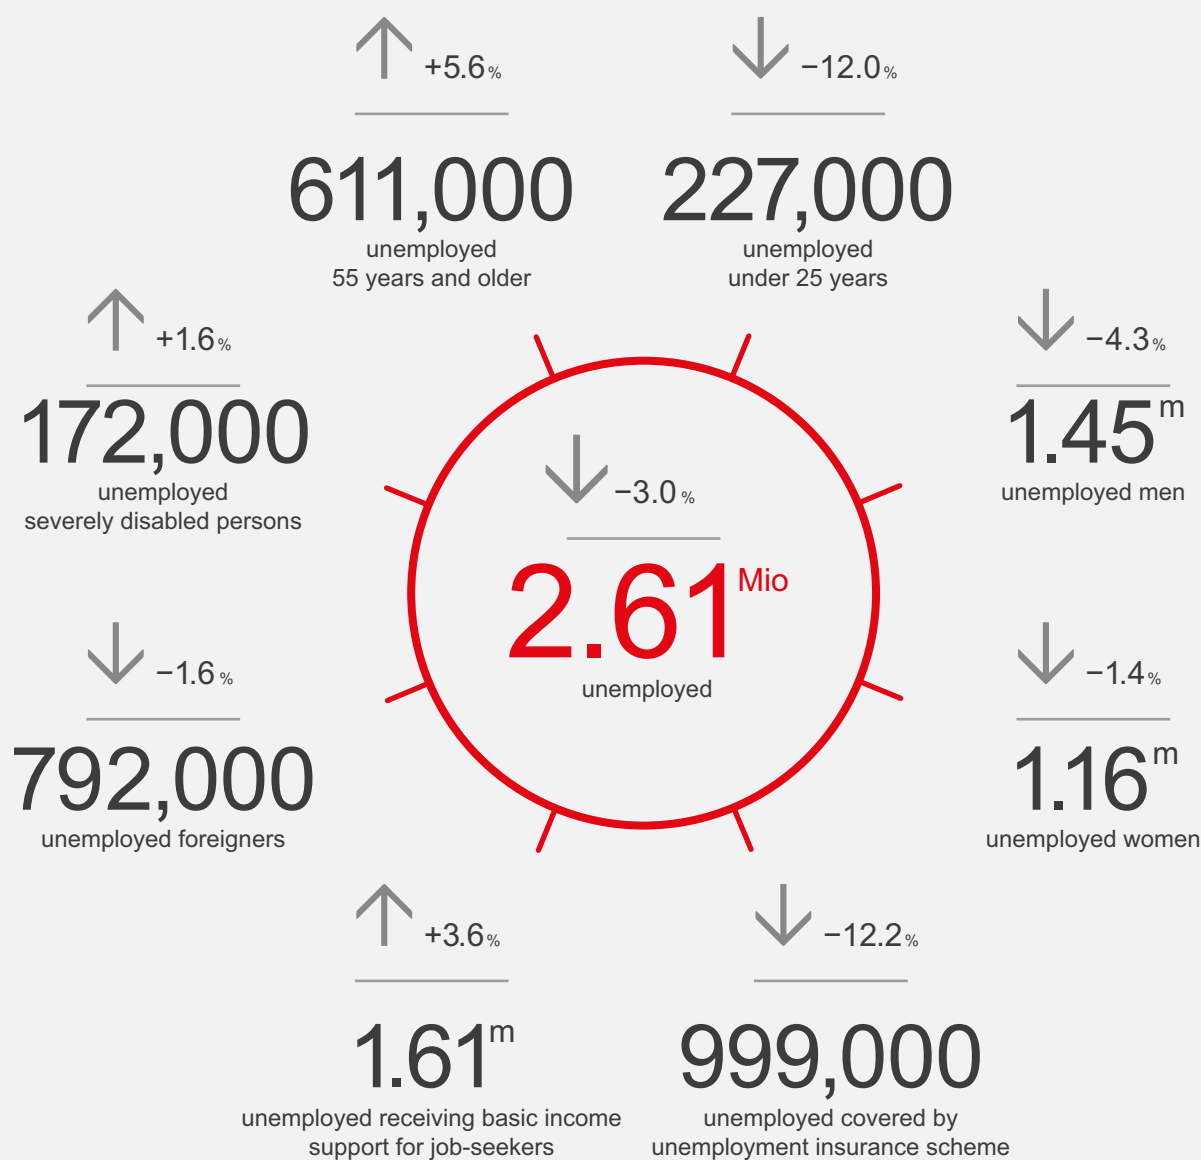 +5.6%
611,000
unemployed
55 years and older
−12.0%
227,000
unemployed
under 25 years
+1.6%
172,000
unemployed
severely disabled persons
−4.3%
1.45 m
unemployed men
−3.0%
2.61 Mio
unemployed
−1.6%
792,000
unemployed foreigners
−1.4%
1.16 m
unemployed women
+3.6%
1.61 m
unemployed receiving basic income
support for job-seekers
−12.2%
999,000
unemployed covered by
unemployment insurance scheme